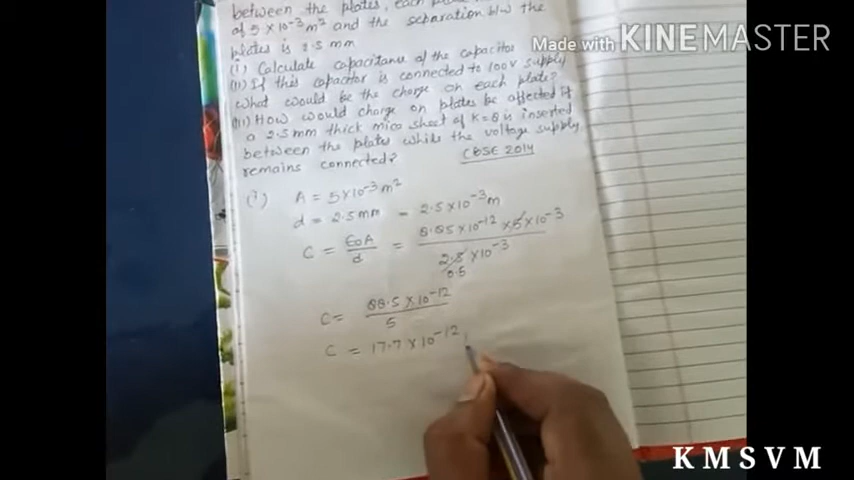 between the plates, each
of 5 × 10⁻³ m² and the separation b/w the
plates is 2.5 mm
(i) Calculate capacitance of the capacitor
(ii) If this capacitor is connected to 100 V supply
what would be the charge on each plate?
(iii) How would charge on plates be affected if
a 2.5 mm thick mica sheet of K=8 is inserted
between the plates while the voltage supply
remains connected?
CBSE 2014
(i) A = 5×10⁻³ m²
d = 2.5 mm = 2.5 × 10⁻³ m
C = ε₀A/d = 8.85 × 10⁻¹² × 5 × 10⁻³ / 2.5 × 10⁻³
0.5
C = 88.5 × 10⁻¹² / 5
C = 17.7 × 10⁻¹²
Made with KINEMASTER
KMSVM